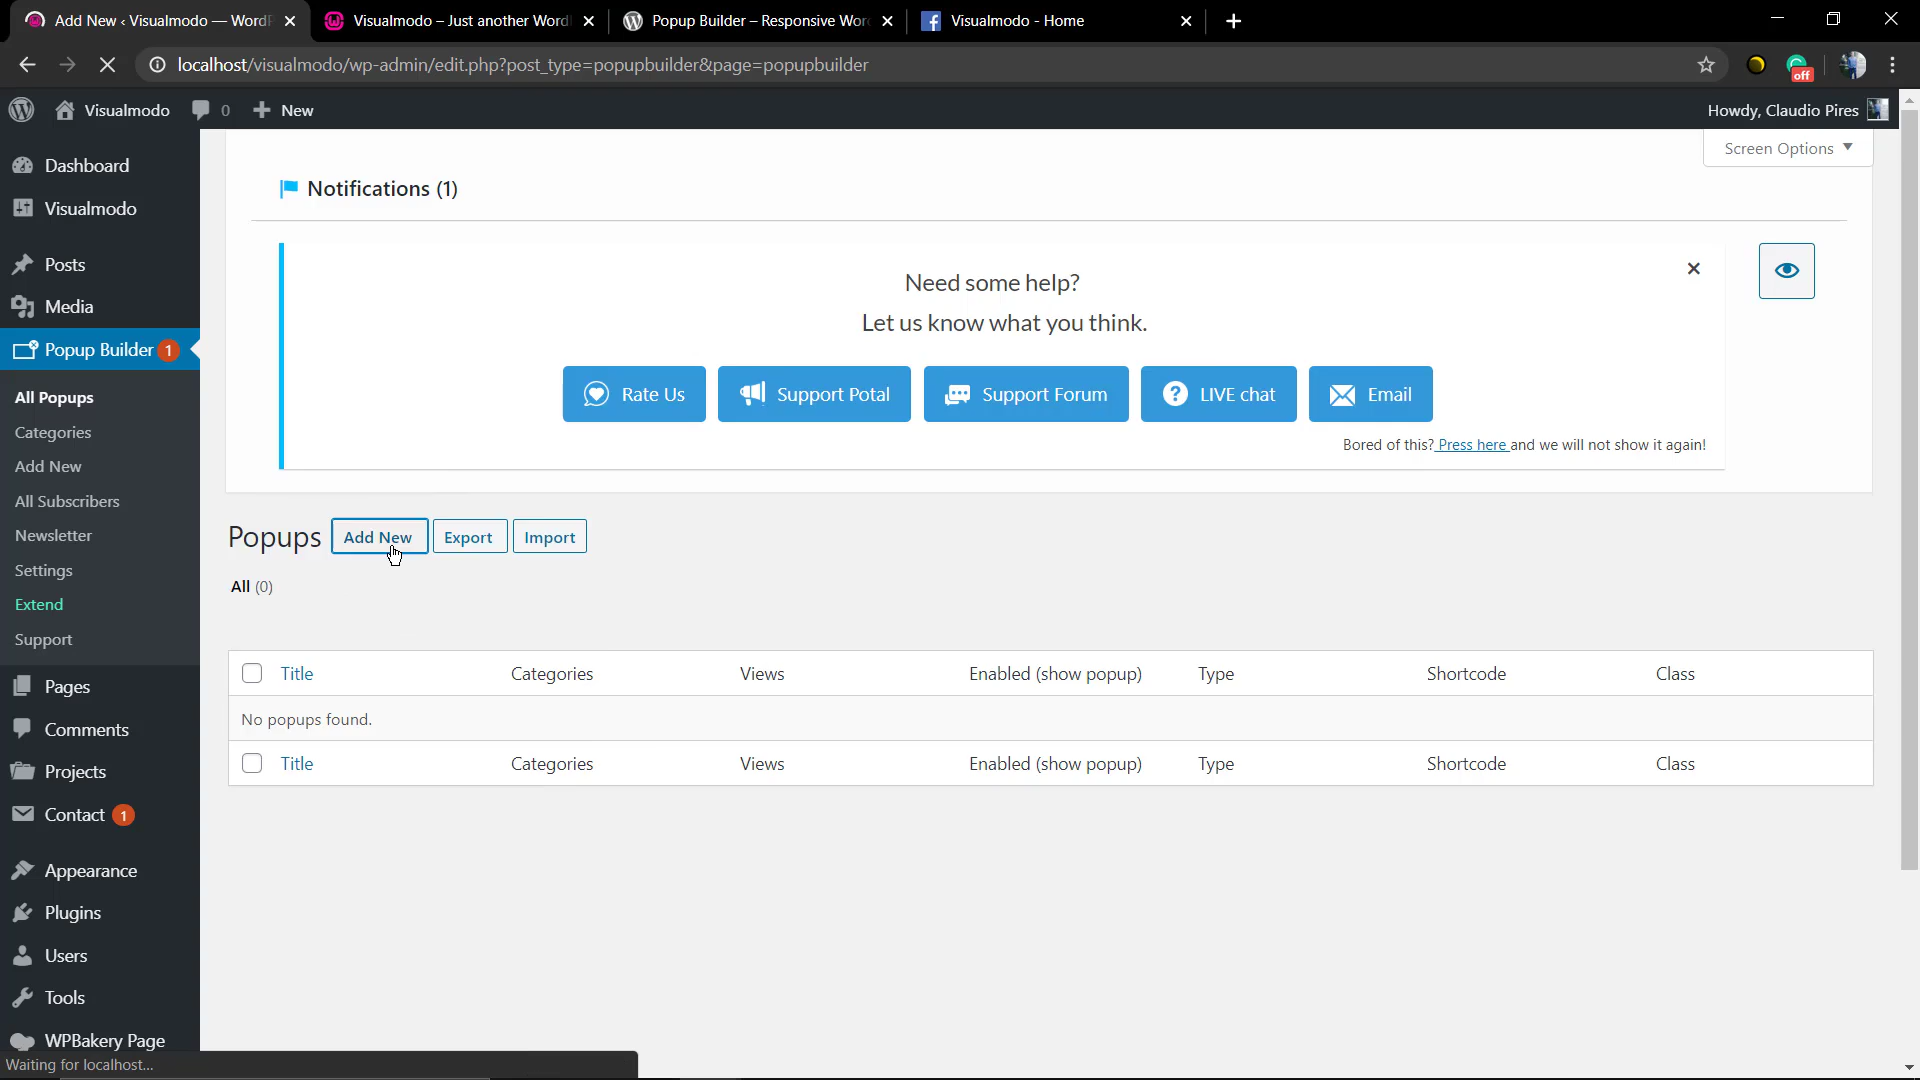 Add New ‹ Visualmodo — WordP
Visualmodo – Just another Word
Popup Builder – Responsive Wor
Visualmodo - Home
localhost/visualmodo/wp-admin/edit.php?post_type=popupbuilder&page=popupbuilder
off
Visualmodo
0
New
Howdy, Claudio Pires
Screen Options
Dashboard
Visualmodo
Posts
Media
Popup Builder 1
All Popups
Categories
Add New
All Subscribers
Newsletter
Settings
Extend
Support
Pages
Comments
Projects
Contact 1
Appearance
Plugins
Users
Tools
WPBakery Page
Notifications (1)
Need some help?
Let us know what you think.
Rate Us
Support Potal
Support Forum
LIVE chat
Email
Bored of this? Press here and we will not show it again!
Popups
Add New
Export
Import
All (0)
Title Categories Views Enabled (show popup) Type Shortcode Class
No popups found.
Title Categories Views Enabled (show popup) Type Shortcode Class
Waiting for localhost...